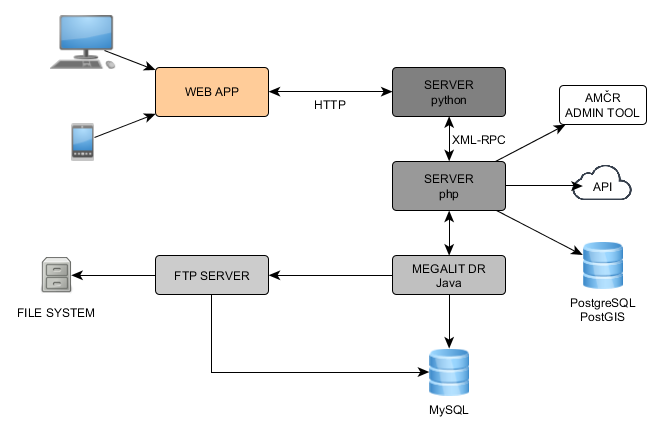 WEB APP
HTTP
SERVER
python
AMČR
ADMIN TOOL
XML-RPC
SERVER
php
API
FTP SERVER
MEGALIT DR
Java
FILE SYSTEM
PostgreSQL
PostGIS
MySQL